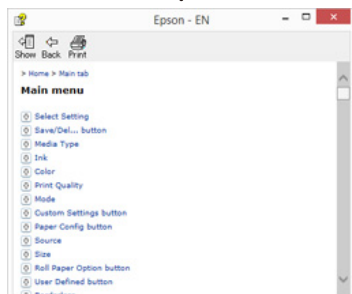 Epson - EN
Show Back Print
> Home > Main tab
Main menu
Select Setting
Save/Del... button
Media Type
Ink
Color
Print Quality
Mode
Custom Settings button
Paper Config button
Source
Size
Roll Paper Option button
User Defined button